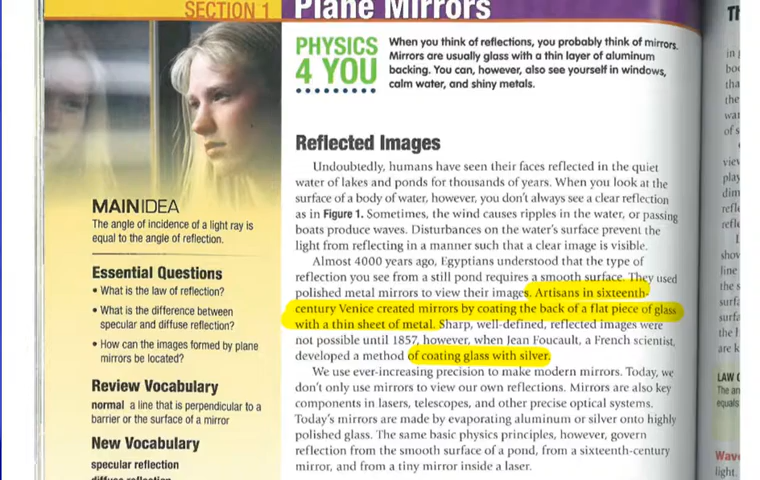 SECTION 1
Plane Mirrors
PHYSICS
4 YOU
When you think of reflections, you probably think of mirrors.
Mirrors are usually glass with a thin layer of aluminum
backing. You can, however, also see yourself in windows,
calm water, and shiny metals.
MAINIDEA
The angle of incidence of a light ray is
equal to the angle of reflection.
Essential Questions
• What is the law of reflection?
• What is the difference between
specular and diffuse reflection?
• How can the images formed by plane
mirrors be located?
Review Vocabulary
normal a line that is perpendicular to a
barrier or the surface of a mirror
New Vocabulary
specular reflection
diffuse reflection
Reflected Images
Undoubtedly, humans have seen their faces reflected in the quiet
water of lakes and ponds for thousands of years. When you look at the
surface of a body of water, however, you don't always see a clear reflection
as in Figure 1. Sometimes, the wind causes ripples in the water, or passing
boats produce waves. Disturbances on the water's surface prevent the
light from reflecting in a manner such that a clear image is visible.
Almost 4000 years ago, Egyptians understood that the type of
reflection you see from a still pond requires a smooth surface. They used
polished metal mirrors to view their images. Artisans in sixteenth-
century Venice created mirrors by coating the back of a flat piece of glass
with a thin sheet of metal. Sharp, well-defined, reflected images were
not possible until 1857, however, when Jean Foucault, a French scientist,
developed a method of coating glass with silver.
We use ever-increasing precision to make modern mirrors. Today, we
don't only use mirrors to view our own reflections. Mirrors are also key
components in lasers, telescopes, and other precise optical systems.
Today's mirrors are made by evaporating aluminum or silver onto highly
polished glass. The same basic physics principles, however, govern
reflection from the smooth surface of a pond, from a sixteenth-century
mirror, and from a tiny mirror inside a laser.
in
the
of s
line
the s
are k
LAW
The an
equals
Wave
light.